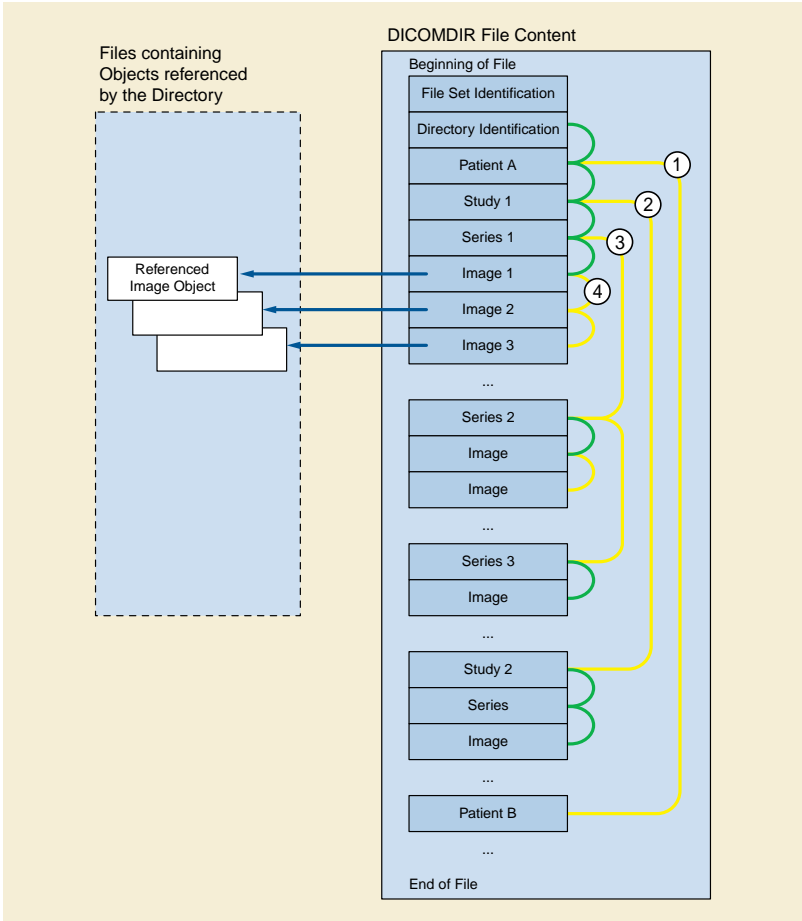 DICOMDIR File Content
Files containing
Objects referenced
by the Directory
Beginning of File
File Set Identification
Directory Identification
Patient A
1
Study 1
2
Series 1
3
Referenced
Image Object
Image 1
4
Image 2
Image 3
...
Series 2
Image
Image
...
Series 3
Image
...
Study 2
Series
Image
...
Patient B
...
End of File